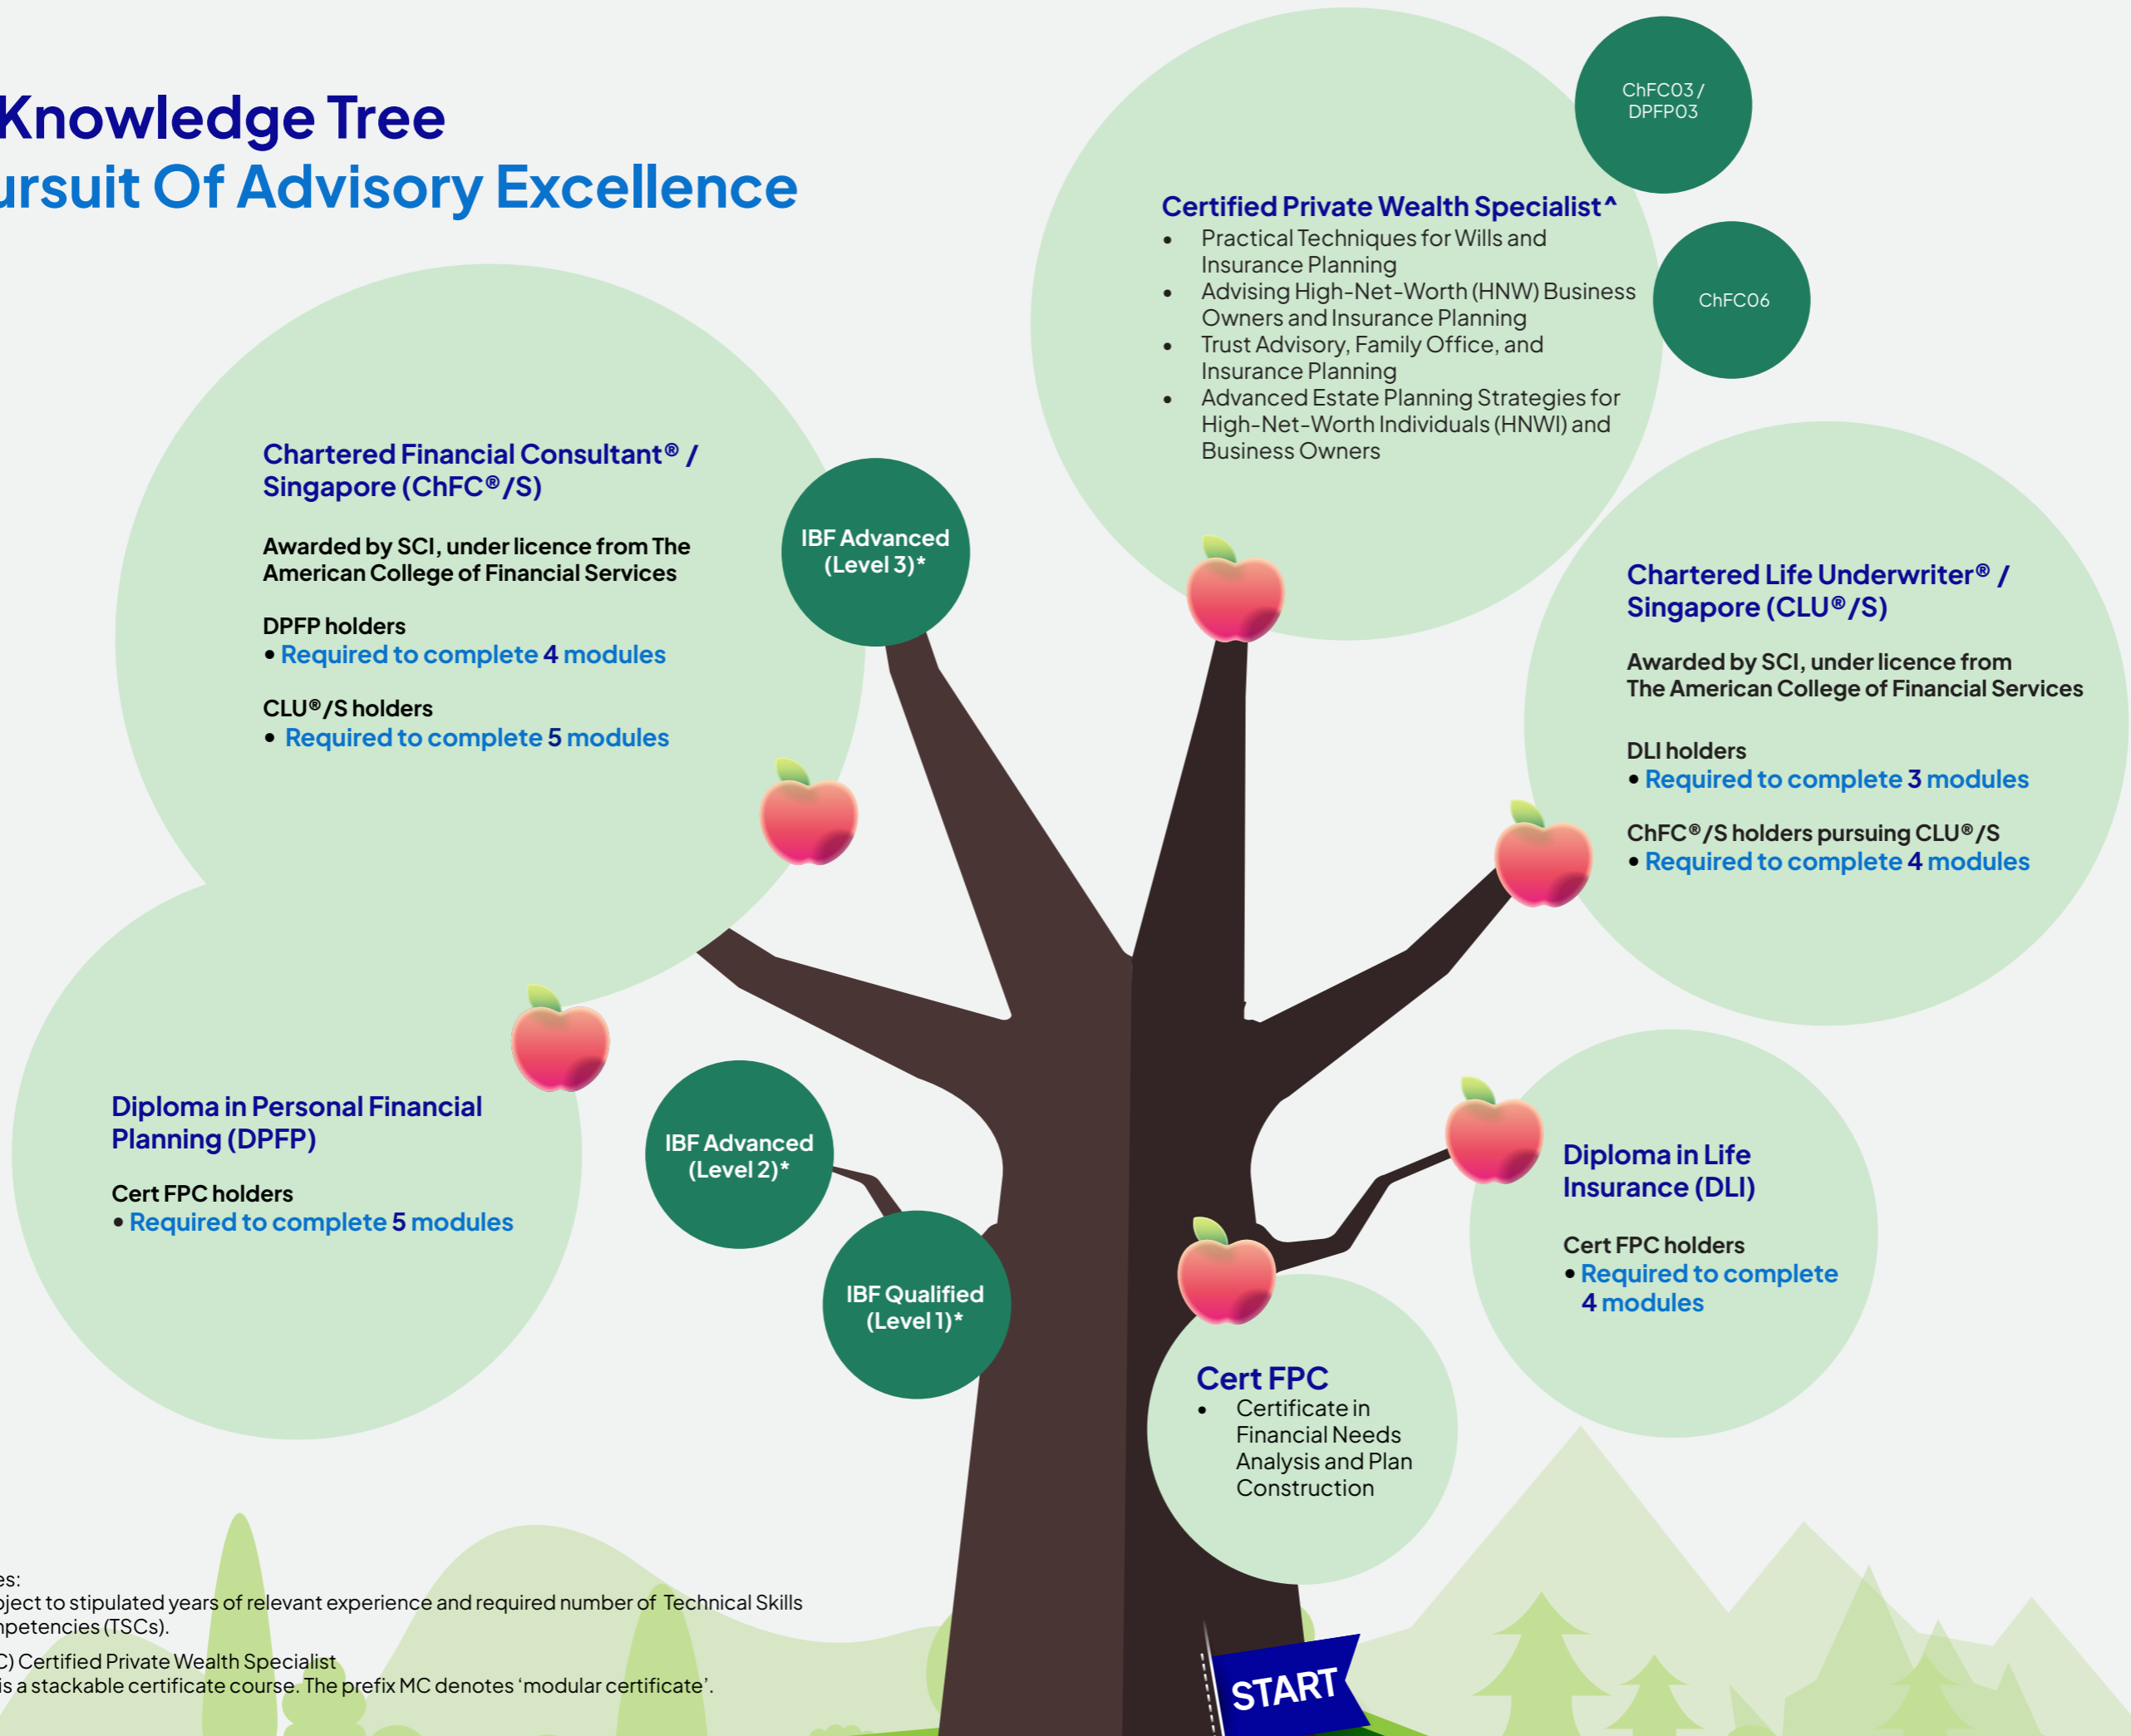 Knowledge Tree
ursuit Of Advisory Excellence
ChFC03 /
DPFP03
ChFC06
Certified Private Wealth Specialist^
• Practical Techniques for Wills and
Insurance Planning
• Advising High-Net-Worth (HNW) Business
Owners and Insurance Planning
• Trust Advisory, Family Office, and
Insurance Planning
• Advanced Estate Planning Strategies for
High-Net-Worth Individuals (HNWI) and
Business Owners
Chartered Financial Consultant® /
Singapore (ChFC®/S)
Awarded by SCI, under licence from The
American College of Financial Services
DPFP holders
• Required to complete 4 modules
CLU®/S holders
• Required to complete 5 modules
IBF Advanced
(Level 3)*
Chartered Life Underwriter® /
Singapore (CLU®/S)
Awarded by SCI, under licence from
The American College of Financial Services
DLI holders
• Required to complete 3 modules
ChFC®/S holders pursuing CLU®/S
• Required to complete 4 modules
Diploma in Personal Financial
Planning (DPFP)
Cert FPC holders
• Required to complete 5 modules
IBF Advanced
(Level 2)*
IBF Qualified
(Level 1)*
Diploma in Life
Insurance (DLI)
Cert FPC holders
• Required to complete
4 modules
Cert FPC
• Certificate in
Financial Needs
Analysis and Plan
Construction
es:
bject to stipulated years of relevant experience and required number of Technical Skills
mpetencies (TSCs).
C) Certified Private Wealth Specialist
is a stackable certificate course. The prefix MC denotes ‘modular certificate’.
START